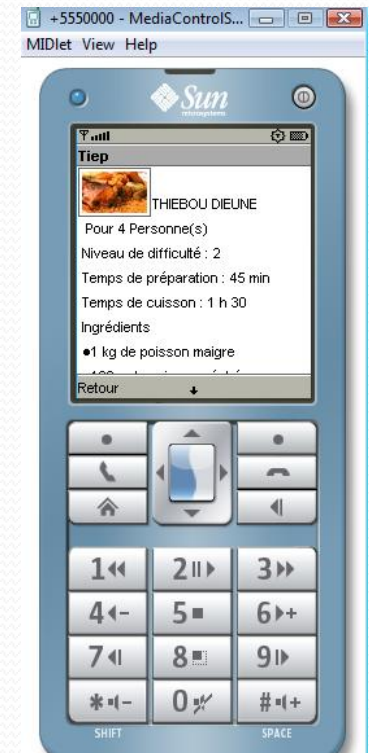 +5550000 - MediaControlS...
MIDlet View Help
Sun
Tiep
THIEBOU DIEUNE
Pour 4 Personne(s)
Niveau de difficulté : 2
Temps de préparation : 45 min
Temps de cuisson : 1 h 30
Ingrédients
●1 kg de poisson maigre
Retour
1 2 3
4 - 5 6 +
7 8 9
* - 0 # +
SHIFT SPACE